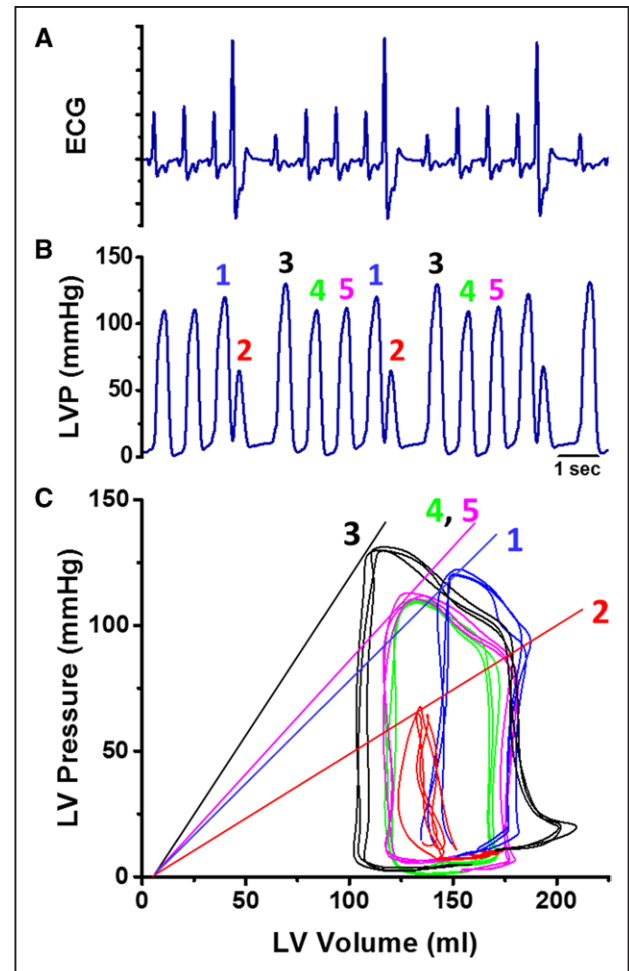 A
ECG
B
LVP (mmHg)
150
100
50
0
1 2 3 4 5 1 2 3 4 5
1 sec
C
LV Pressure (mmHg)
150
100
50
0
3 4, 5 1 2
0 50 100 150 200
LV Volume (ml)